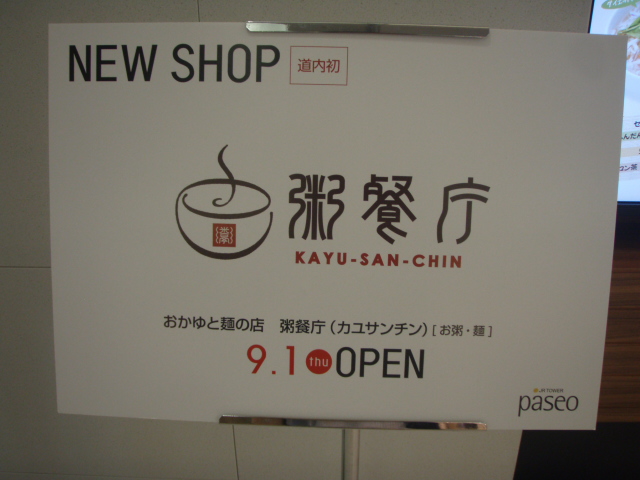 NEW SHOP 道内初
粥餐庁
KAYU-SAN-CHIN
おかゆと麺の店 粥餐庁(カユサンチン)[お粥・麺]
9.1 thu OPEN
JR TOWER
paseo